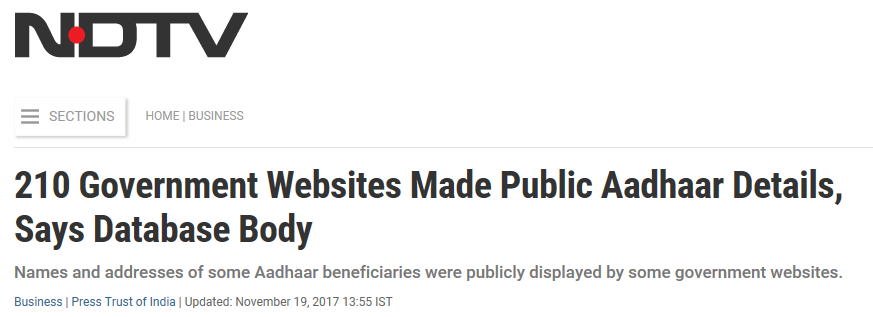 NDTV
SECTIONS
HOME | BUSINESS
210 Government Websites Made Public Aadhaar Details,
Says Database Body
Names and addresses of some Aadhaar beneficiaries were publicly displayed by some government websites.
Business | Press Trust of India | Updated: November 19, 2017 13:55 IST